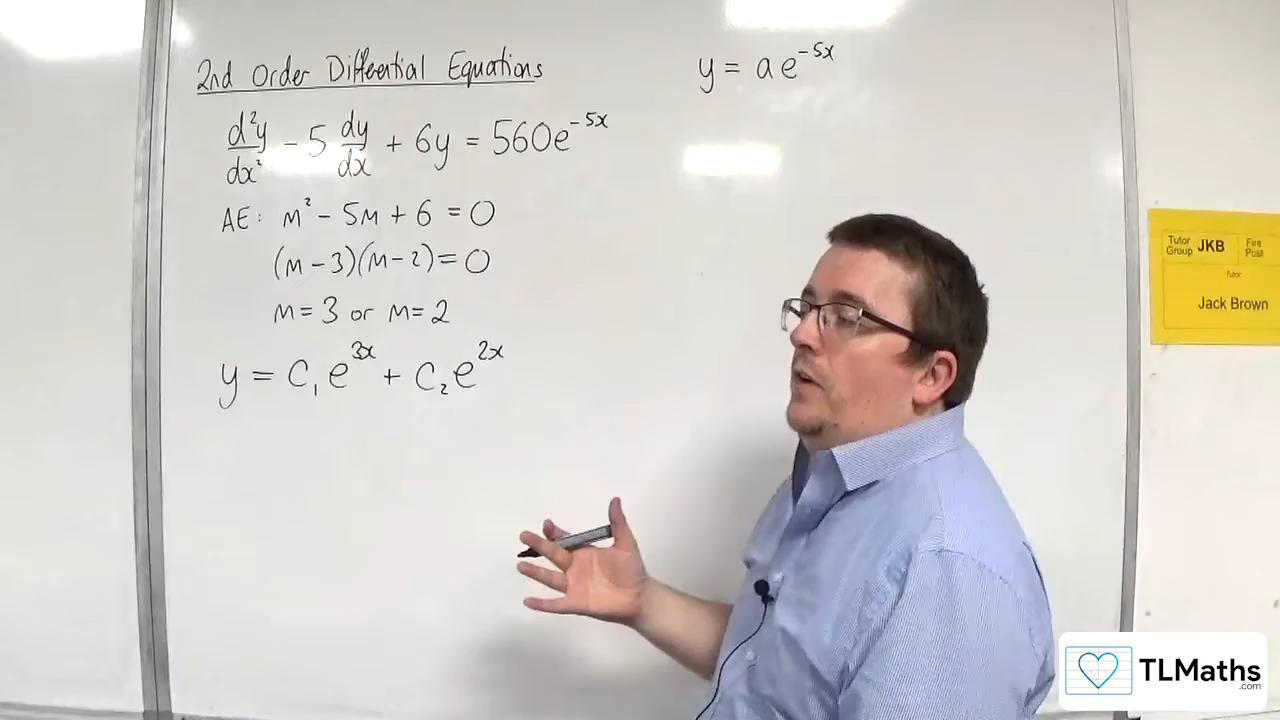 2nd Order Differential Equations
d²y/dx² - 5 dy/dx + 6y = 560e^{-5x}
AE: m² - 5m + 6 = 0
(m - 3)(m - 2) = 0
m = 3 or m = 2
y = C₁e^{3x} + C₂e^{2x}
y = ae^{-5x}
Tutor Group JKB Fire Post
Tutor
Jack Brown
TLMaths
.com